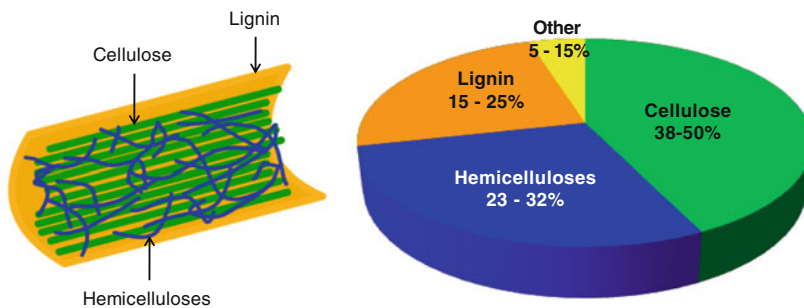 Lignin
Cellulose
Hemicelluloses
Other
5 - 15%
Lignin
15 - 25%
Cellulose
38-50%
Hemicelluloses
23 - 32%